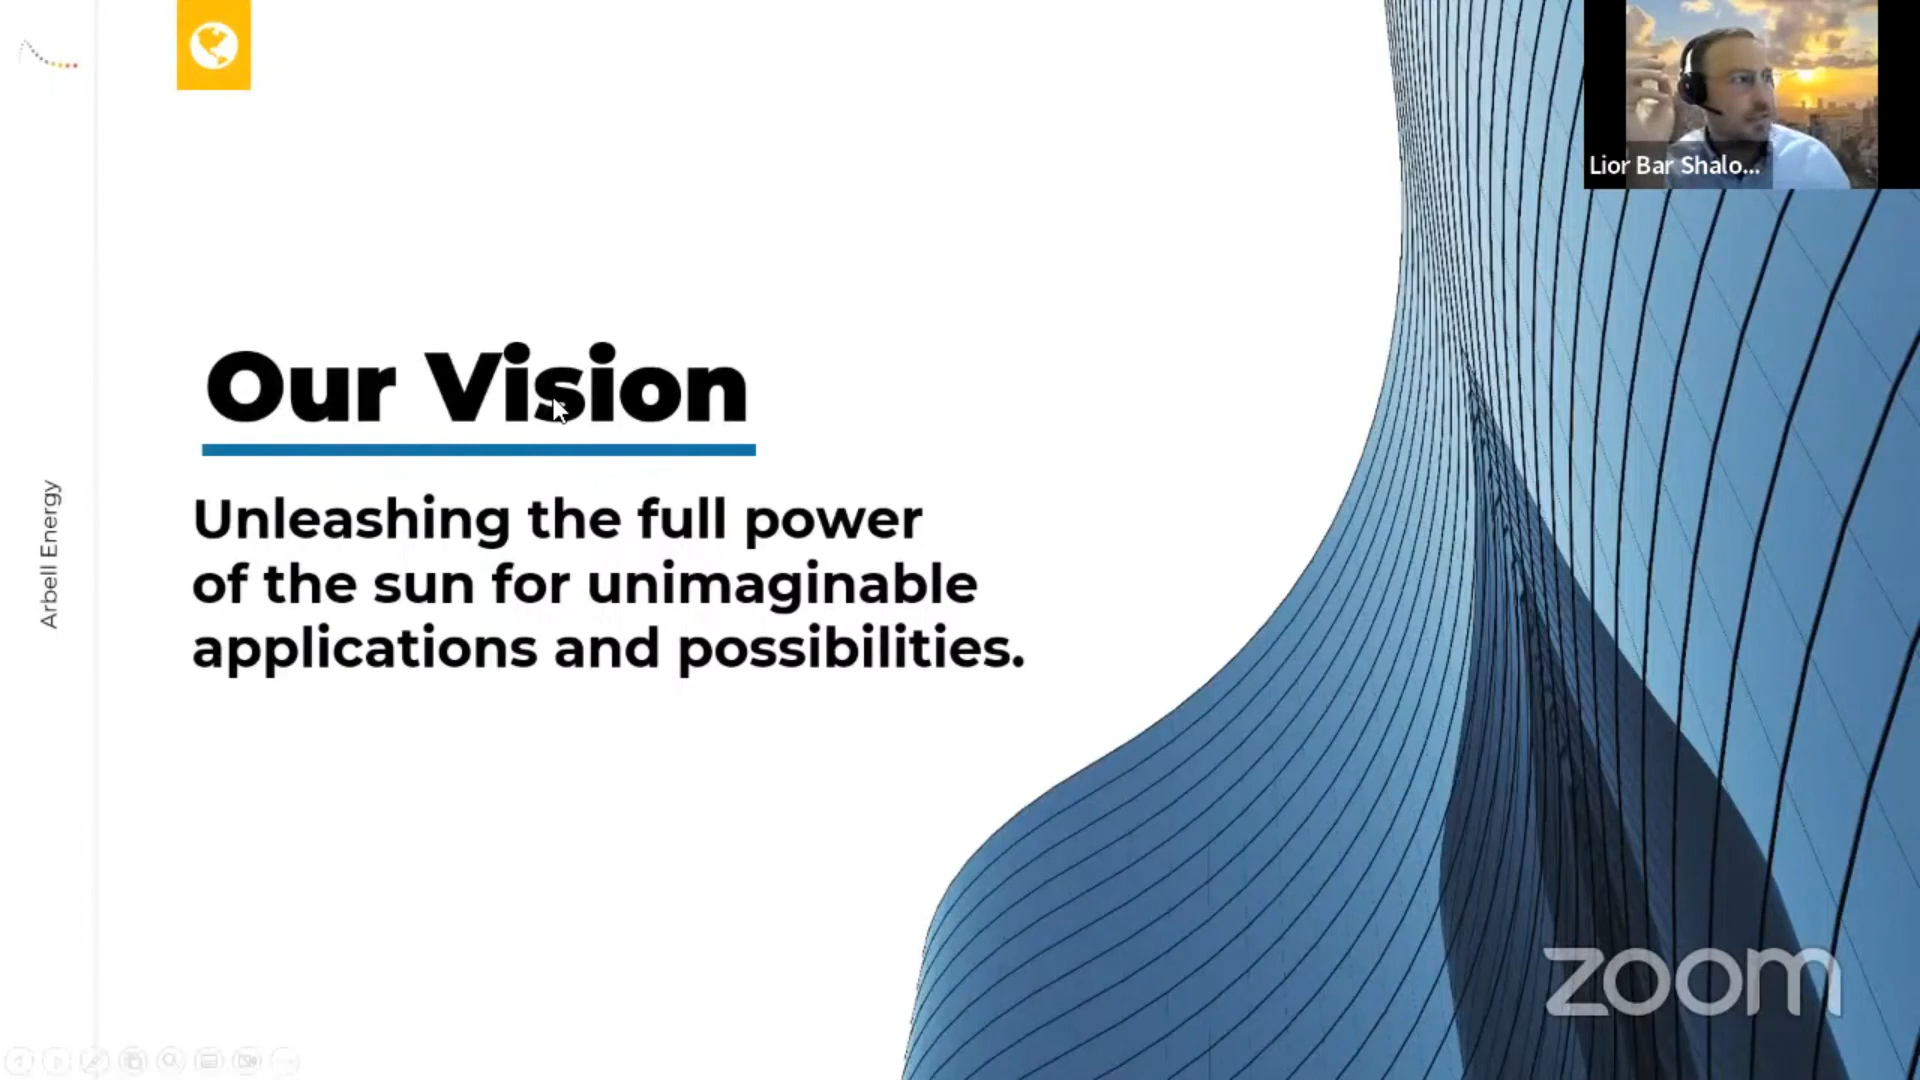 Lior Bar Shalo...
Our Vision
Unleashing the full power
of the sun for unimaginable
applications and possibilities.
Arbell Energy
zoom